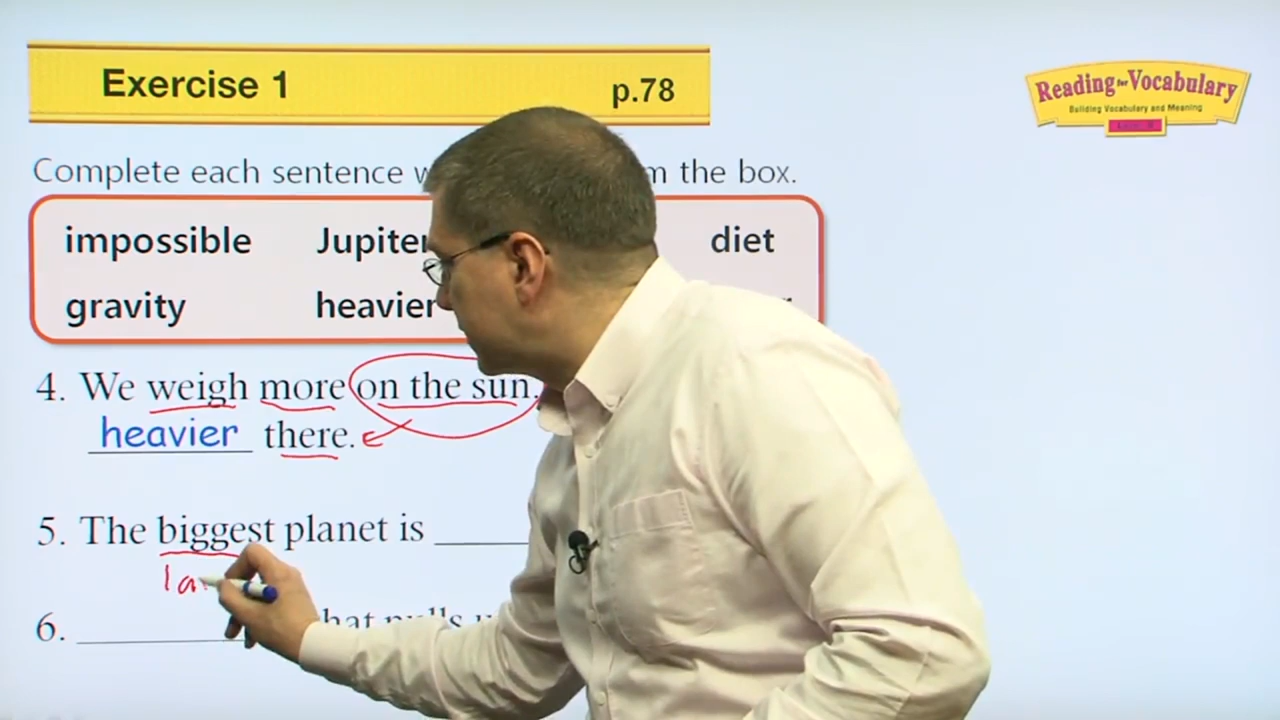 Exercise 1 p.78
Reading for Vocabulary
Building Vocabulary and Meaning
Complete each sentence the box.
impossible Jupiter diet
gravity heavier
4. We weigh more on the sun.
heavier there.
5. The biggest planet is
6.